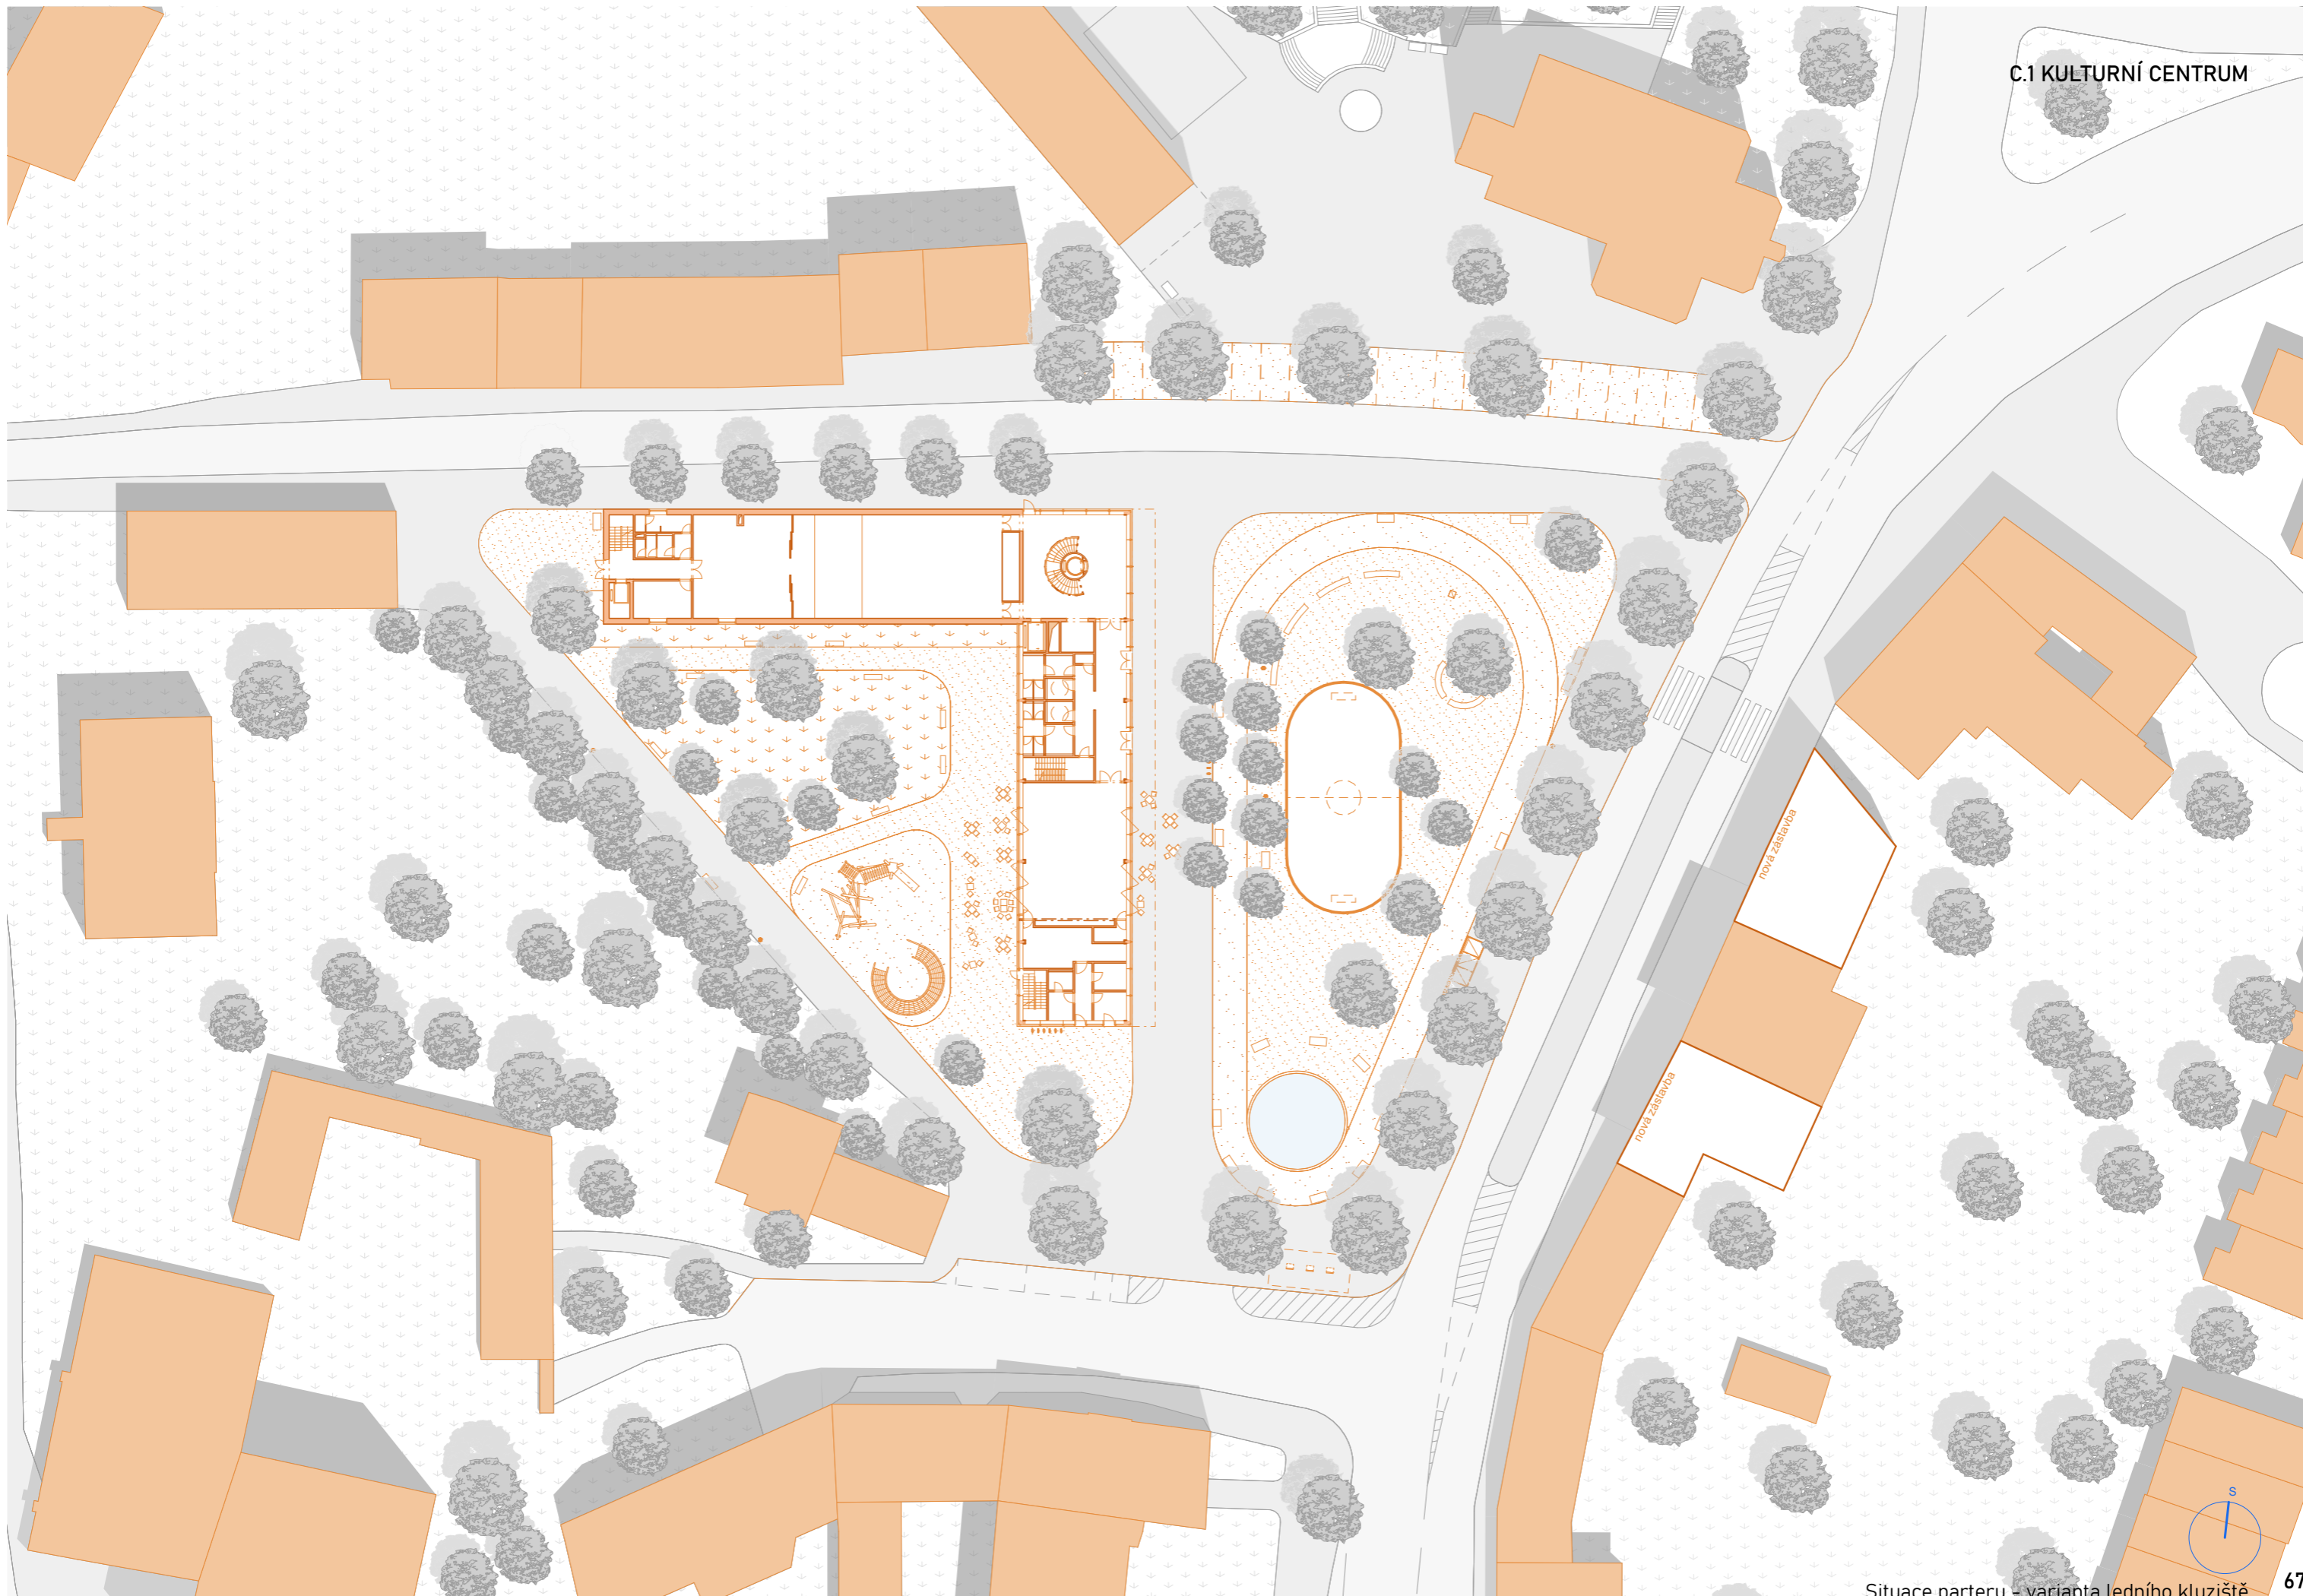 C.1 KULTURNÍ CENTRUM
nová zástavba
nová zástavba
S
67
Situace parteru - varianta ledního kluziště